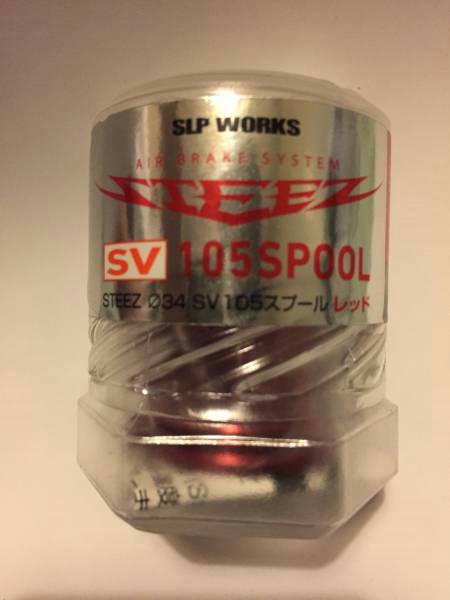 SLP WORKS
AIR BRAKE SYSTEM
STEEZ
SV 105SPOOL
STEEZ Ø34 SV 105スプール レッド